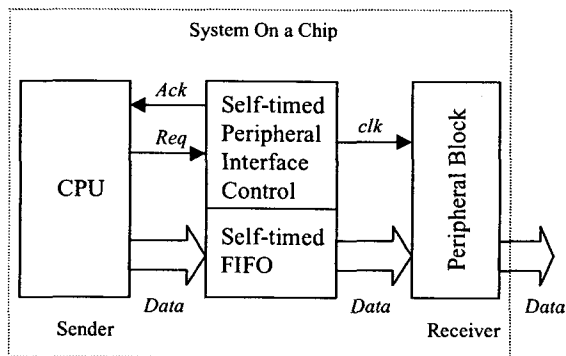 System On a Chip
Ack
Self-timed
Peripheral
Interface
Control
clk
Req
CPU
Peripheral Block
Self-timed
FIFO
Data
Data
Data
Sender
Receiver